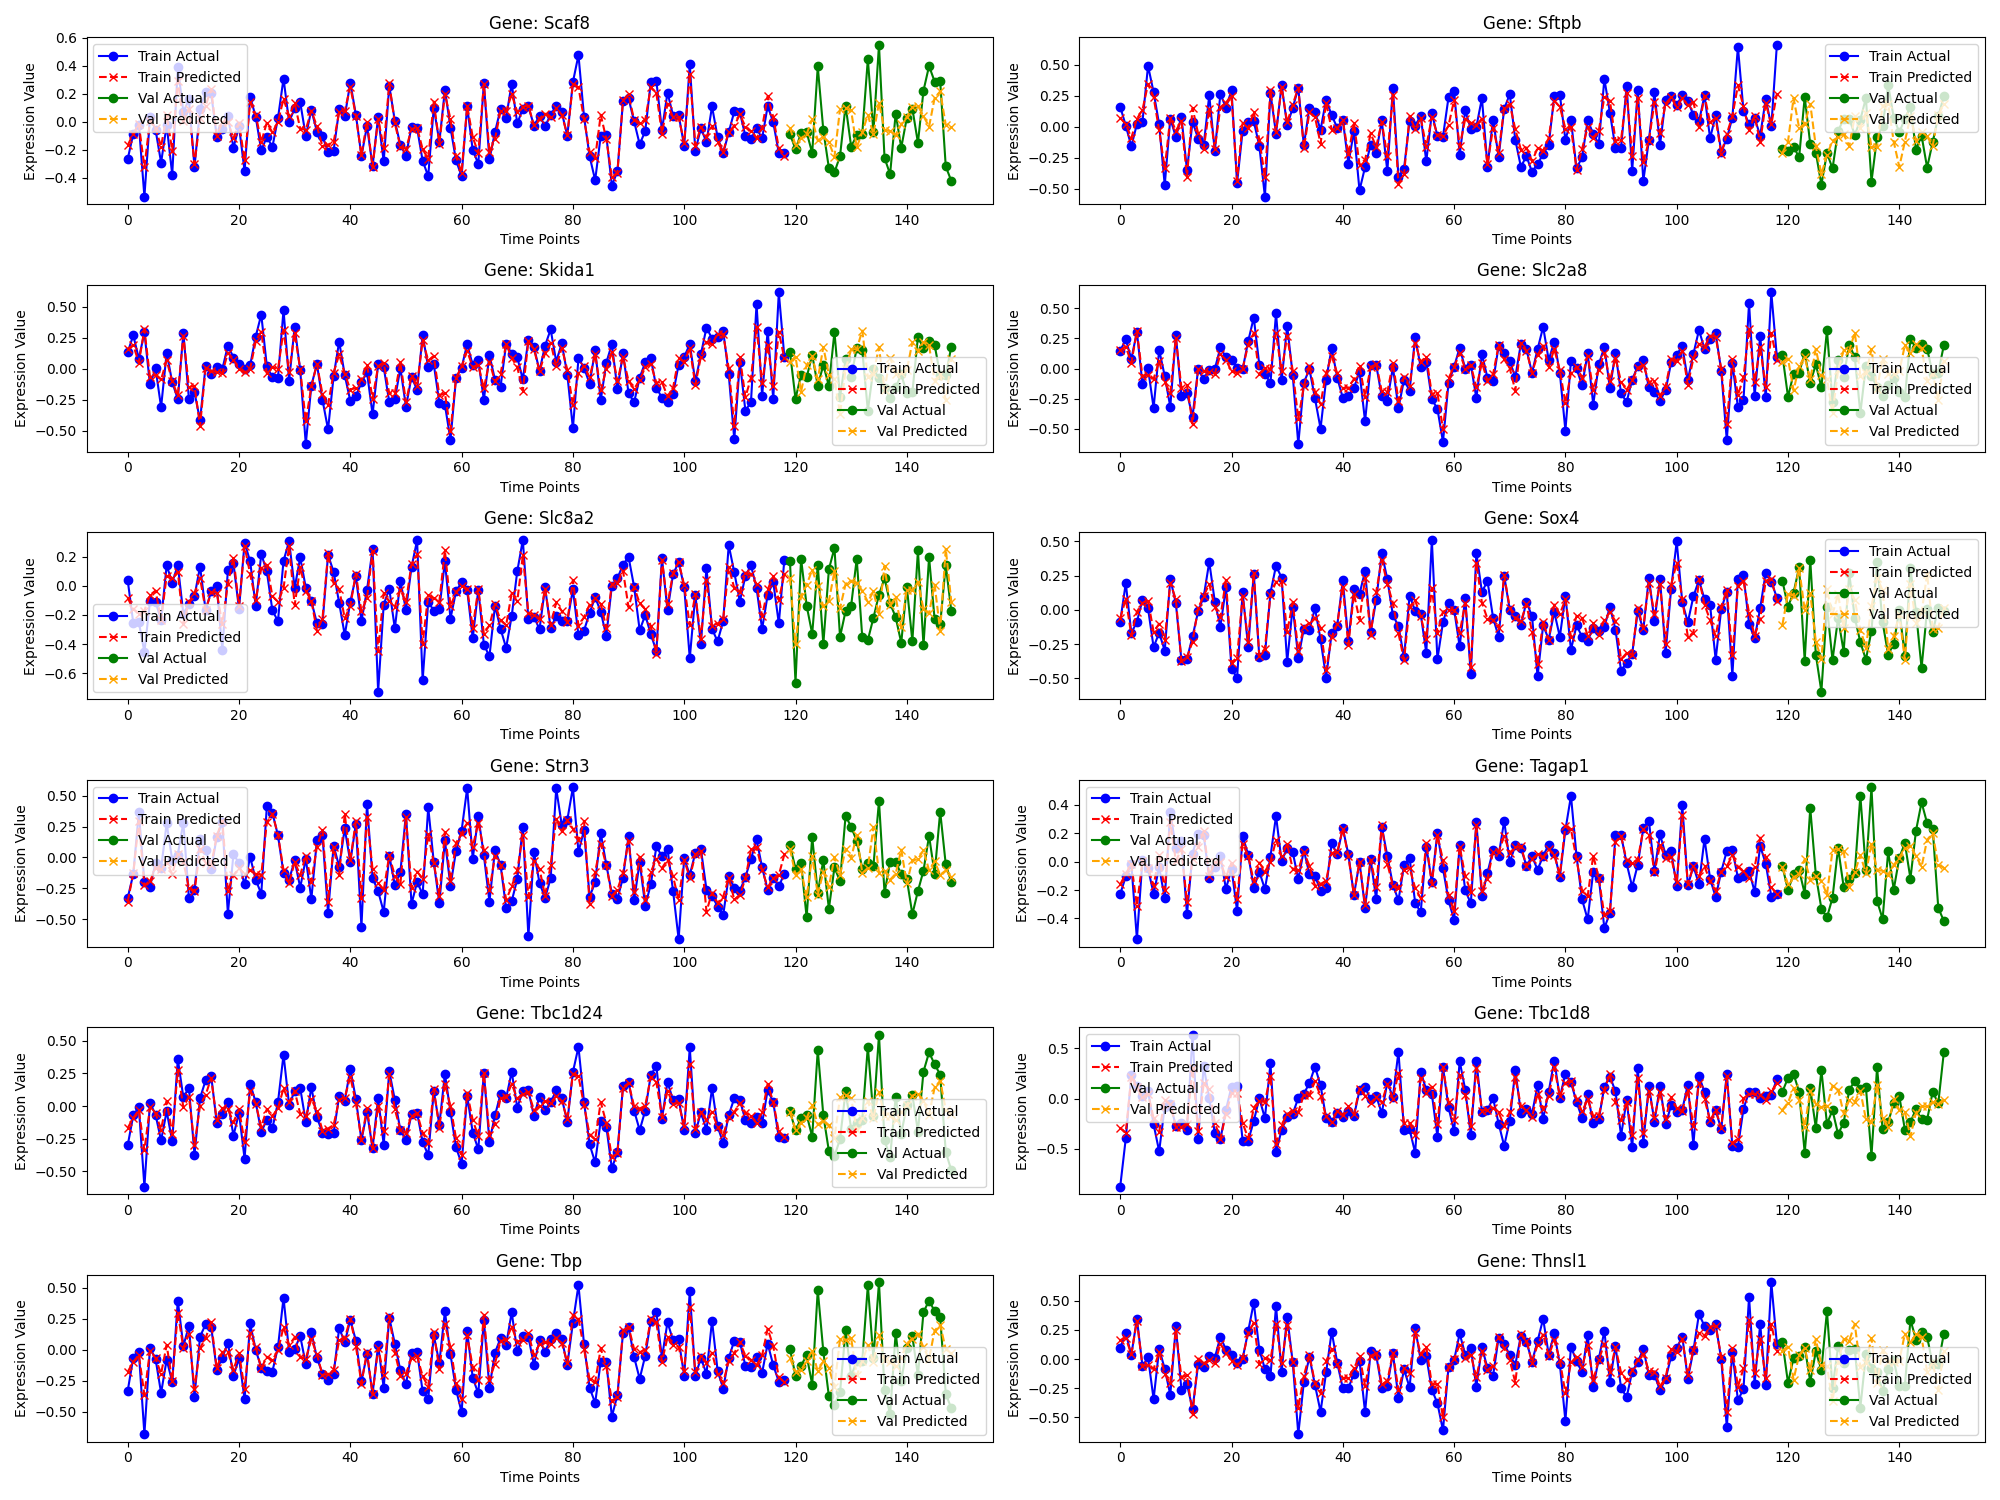 Gene: Scaf8
Expression Value
0.6
0.4
0.2
0.0
−0.2
−0.4
Train Actual
Train Predicted
Val Actual
Val Predicted
0 20 40 60 80 100 120 140
Time Points
Gene: Sftpb
Expression Value
0.50
0.25
0.00
−0.25
−0.50
Train Actual
Train Predicted
Val Actual
Val Predicted
0 20 40 60 80 100 120 140
Time Points
Gene: Skida1
Expression Value
0.50
0.25
0.00
−0.25
−0.50
Train Actual
Train Predicted
Val Actual
Val Predicted
0 20 40 60 80 100 120 140
Time Points
Gene: Slc2a8
Expression Value
0.50
0.25
0.00
−0.25
−0.50
Train Actual
Train Predicted
Val Actual
Val Predicted
0 20 40 60 80 100 120 140
Time Points
Gene: Slc8a2
Expression Value
0.2
0.0
−0.2
−0.4
−0.6
Train Actual
Train Predicted
Val Actual
Val Predicted
0 20 40 60 80 100 120 140
Time Points
Gene: Sox4
Expression Value
0.50
0.25
0.00
−0.25
−0.50
Train Actual
Train Predicted
Val Actual
Val Predicted
0 20 40 60 80 100 120 140
Time Points
Gene: Strn3
Expression Value
0.50
0.25
0.00
−0.25
−0.50
Train Actual
Train Predicted
Val Actual
Val Predicted
0 20 40 60 80 100 120 140
Time Points
Gene: Tagap1
Expression Value
0.4
0.2
0.0
−0.2
−0.4
Train Actual
Train Predicted
Val Actual
Val Predicted
0 20 40 60 80 100 120 140
Time Points
Gene: Tbc1d24
Expression Value
0.50
0.25
0.00
−0.25
−0.50
Train Actual
Train Predicted
Val Actual
Val Predicted
0 20 40 60 80 100 120 140
Time Points
Gene: Tbc1d8
Expression Value
0.5
0.0
−0.5
Train Actual
Train Predicted
Val Actual
Val Predicted
0 20 40 60 80 100 120 140
Time Points
Gene: Tbp
Expression Value
0.50
0.25
0.00
−0.25
−0.50
Train Actual
Train Predicted
Val Actual
Val Predicted
0 20 40 60 80 100 120 140
Time Points
Gene: Thnsl1
Expression Value
0.50
0.25
0.00
−0.25
−0.50
Train Actual
Train Predicted
Val Actual
Val Predicted
0 20 40 60 80 100 120 140
Time Points